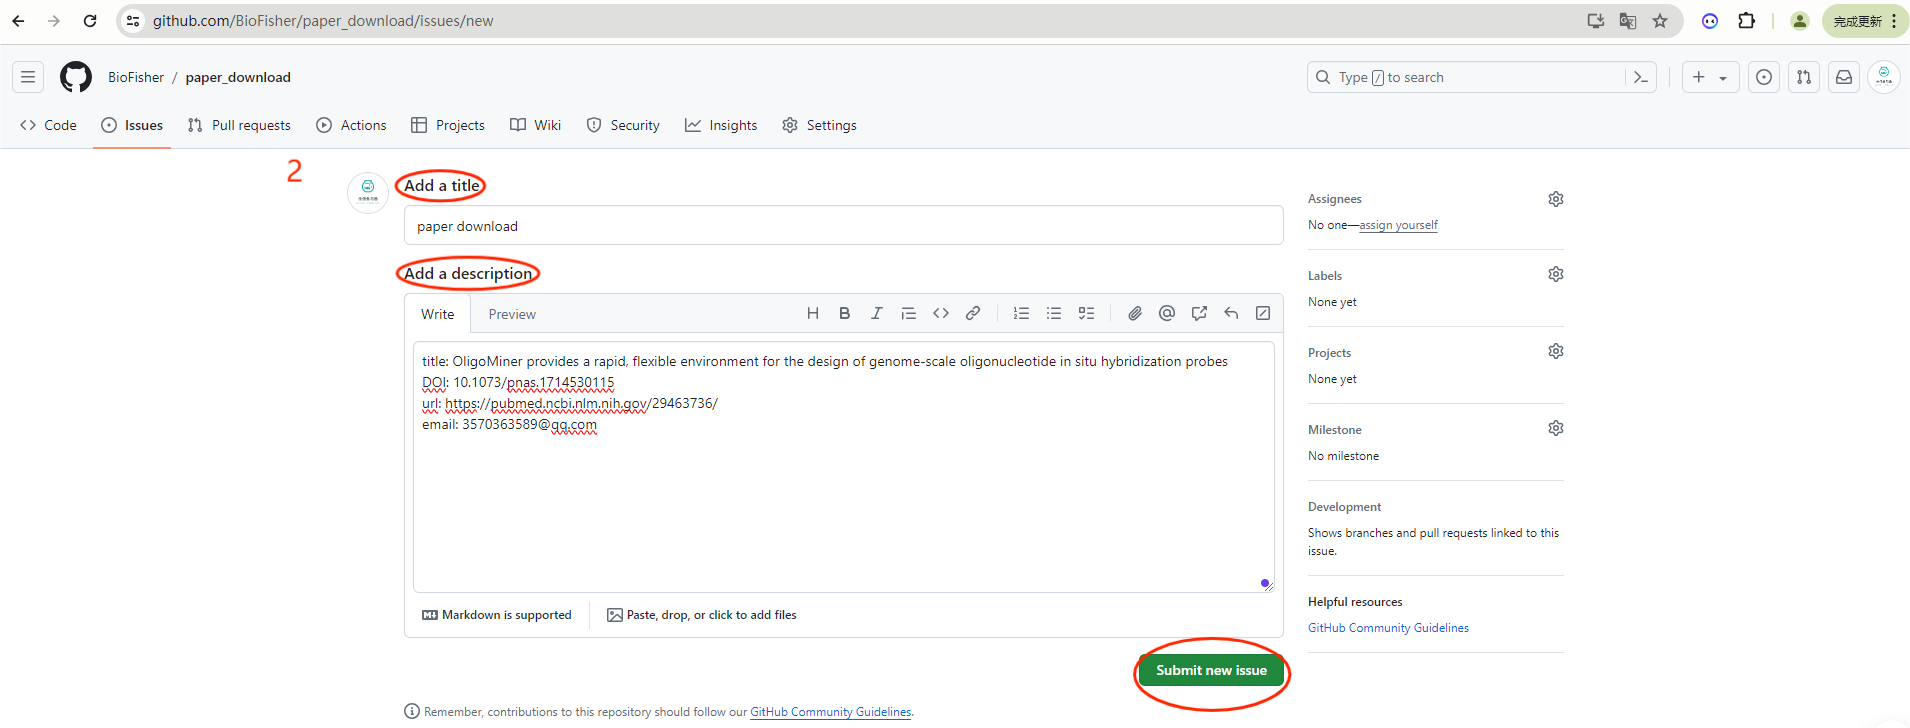 github.com/BioFisher/paper_download/issues/new
完成更新
BioFisher / paper_download
Type / to search
Code Issues Pull requests Actions Projects Wiki Security Insights Settings
2
Add a title
paper download
Add a description
Write Preview
title: OligoMiner provides a rapid, flexible environment for the design of genome-scale oligonucleotide in situ hybridization probes
DOI: 10.1073/pnas.1714530115
url: https://pubmed.ncbi.nlm.nih.gov/29463736/
email: 3570363589@qq.com
Markdown is supported
Paste, drop, or click to add files
Submit new issue
Remember, contributions to this repository should follow our GitHub Community Guidelines.
Assignees
No one—assign yourself
Labels
None yet
Projects
None yet
Milestone
No milestone
Development
Shows branches and pull requests linked to this
issue.
Helpful resources
GitHub Community Guidelines